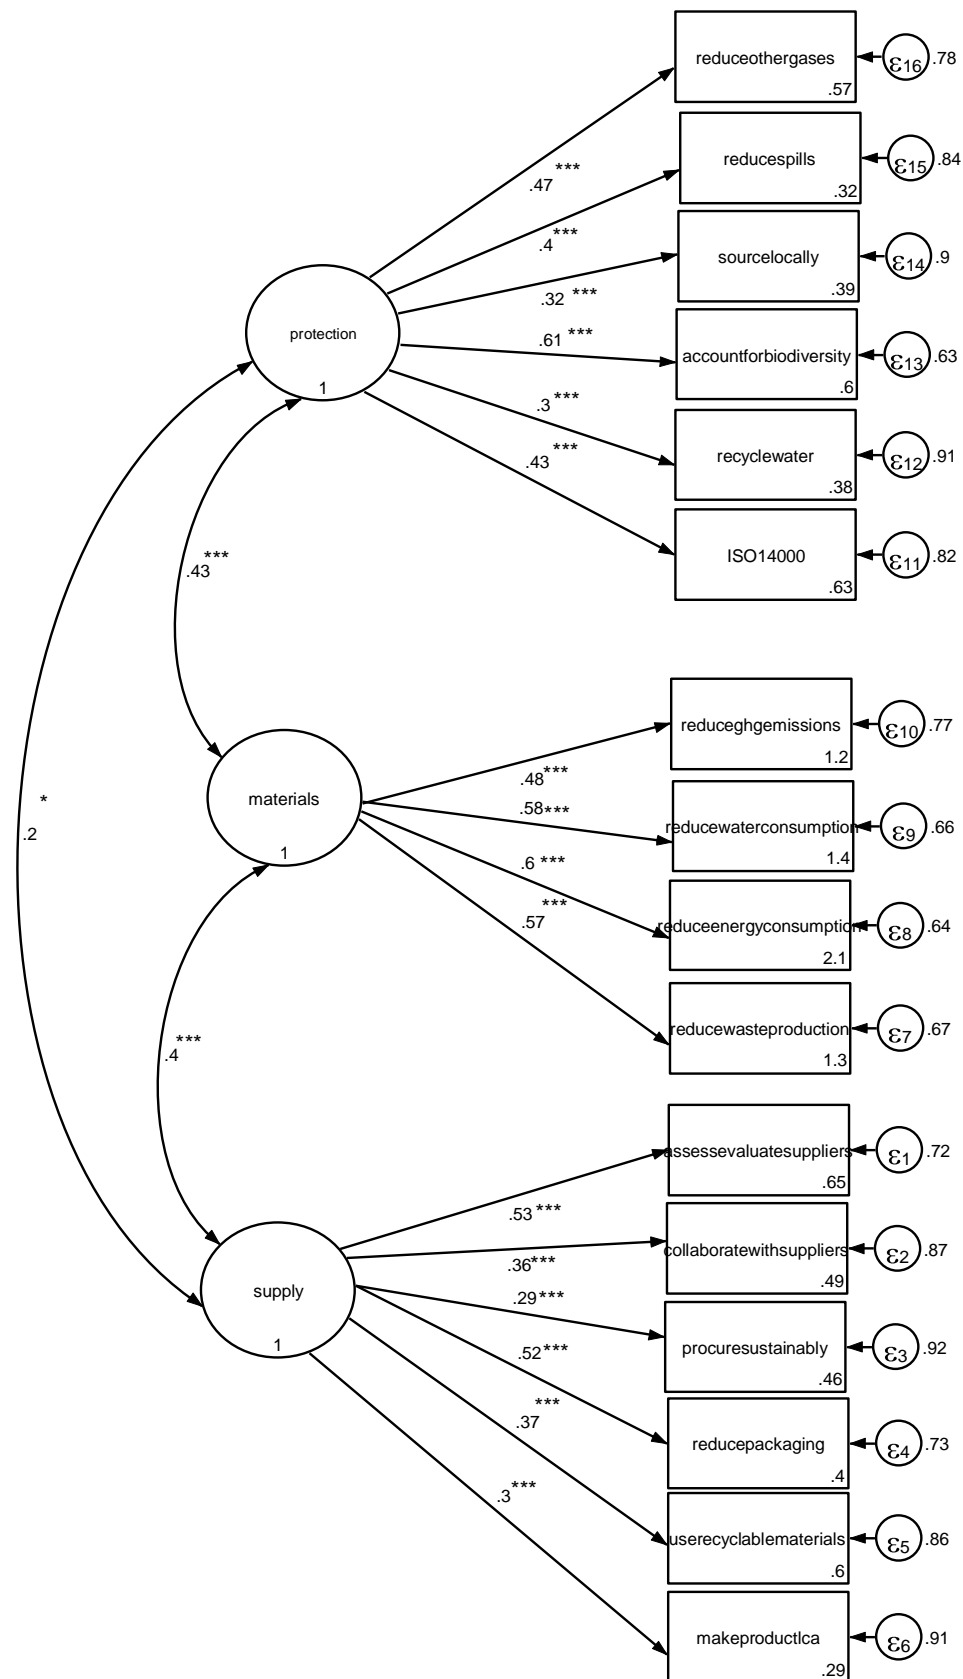 reduceothergases
.57
ε16
.78
.47***
reducespills
.32
ε15
.84
.4***
sourcelocally
.39
ε14
.9
.32 ***
protection
1
accountforbiodiversity
.6
ε13
.63
.61 ***
recyclewater
.38
ε12
.91
.3***
ISO14000
.63
ε11
.82
.43***
.43***
reduceghgemissions
1.2
ε10
.77
.48***
materials
1
reducewaterconsumption
1.4
ε9
.66
.58***
.2*
reduceenergyconsumption
2.1
ε8
.64
.6 ***
reducewasteproduction
1.3
ε7
.67
.57***
.4***
assessevaluatesuppliers
.65
ε1
.72
.53***
collaboratewithsuppliers
.49
ε2
.87
.36***
supply
1
procuresustainably
.46
ε3
.92
.29***
reducepackaging
.4
ε4
.73
.52***
userecyclablematerials
.6
ε5
.86
.37***
makeproductlca
.29
ε6
.91
.3***